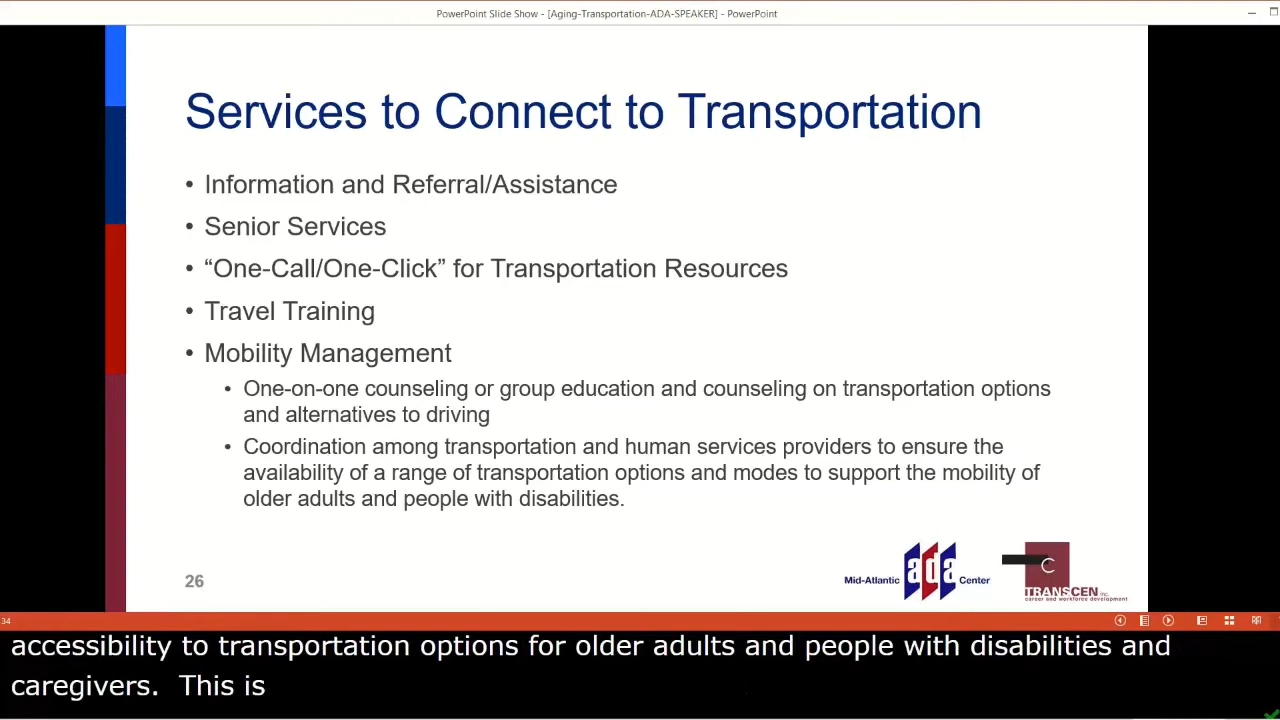 PowerPoint Slide Show - [Aging-Transportation-ADA-SPEAKER] - PowerPoint
Services to Connect to Transportation
• Information and Referral/Assistance
• Senior Services
• “One-Call/One-Click” for Transportation Resources
• Travel Training
• Mobility Management
• One-on-one counseling or group education and counseling on transportation options
and alternatives to driving
• Coordination among transportation and human services providers to ensure the
availability of a range of transportation options and modes to support the mobility of
older adults and people with disabilities.
Mid-Atlantic ada Center
C
TRANSCEN inc.
career and workforce development
26
34
accessibility to transportation options for older adults and people with disabilities and
caregivers.  This is